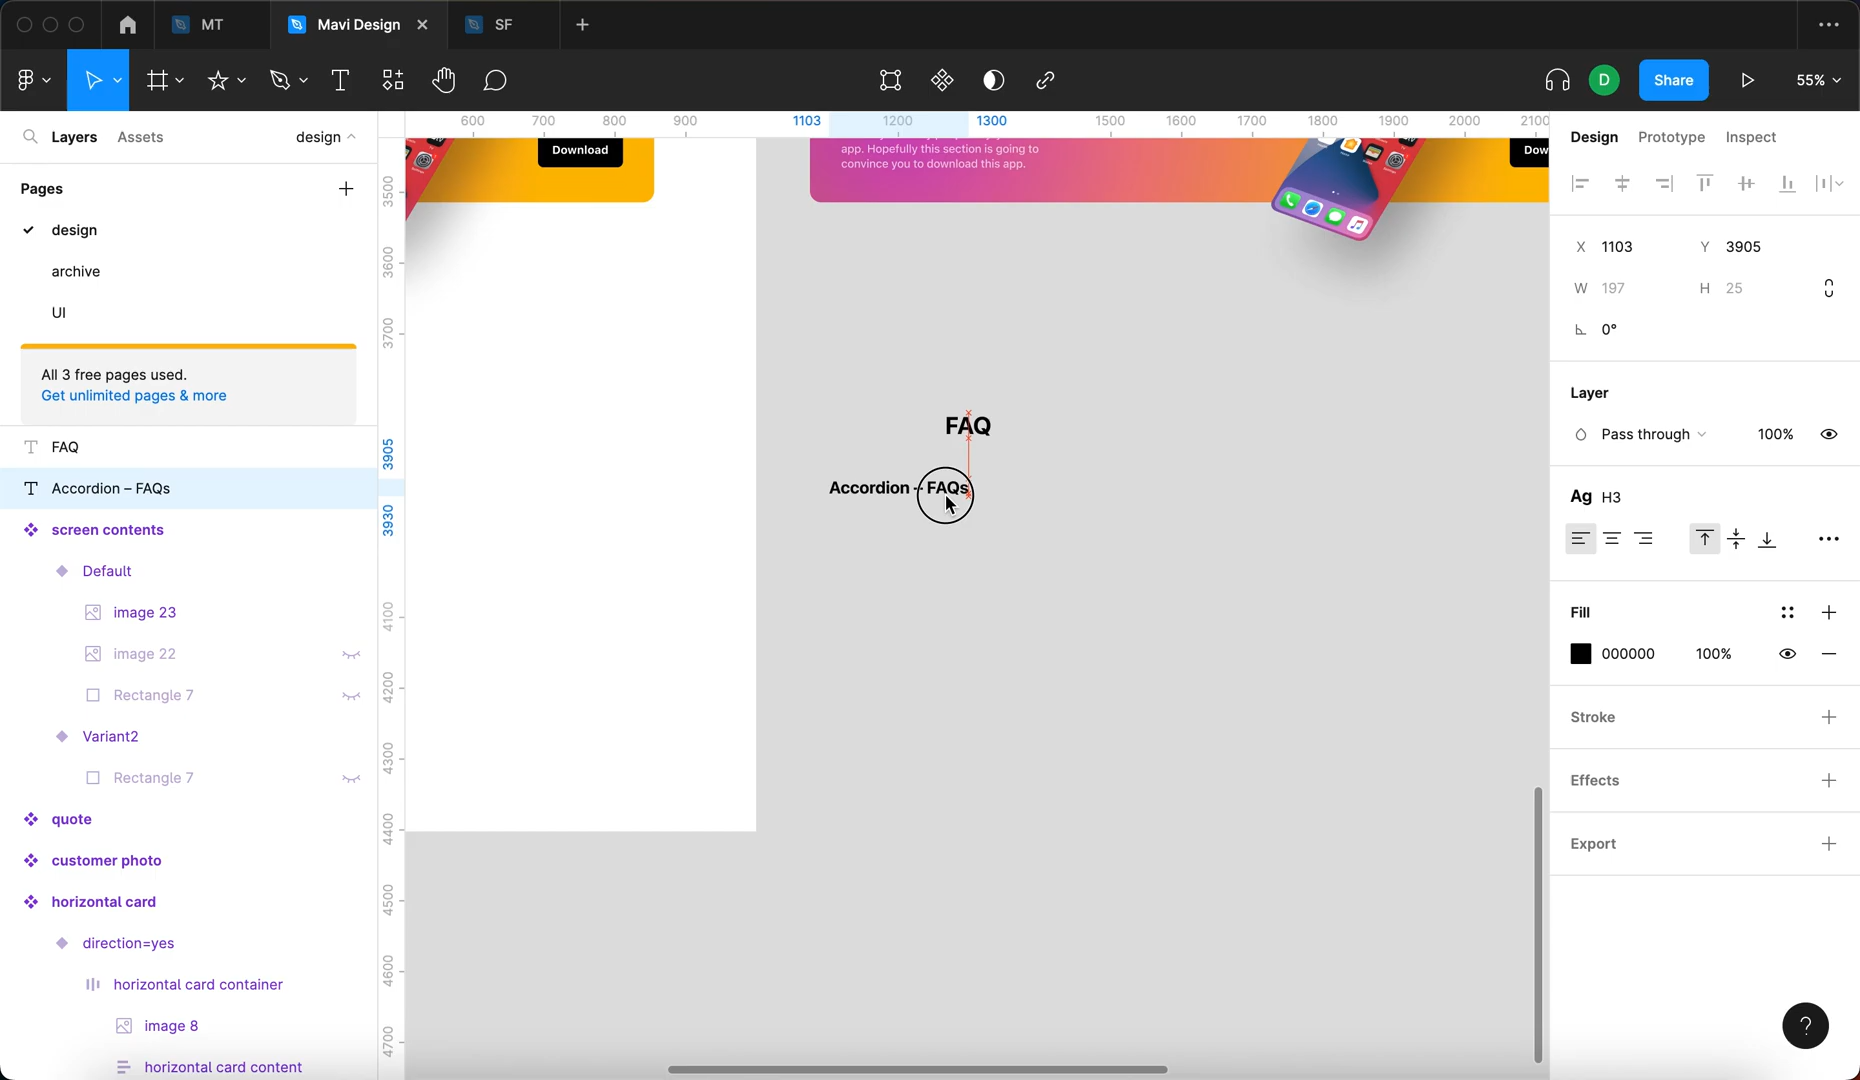 MT
Mavi Design
SF
D
Share
55%
Layers
Assets
design
Pages
design
archive
UI
All 3 free pages used.
Get unlimited pages & more
FAQ
Accordion – FAQs
screen contents
Default
image 23
image 22
Rectangle 7
Variant2
Rectangle 7
quote
customer photo
horizontal card
direction=yes
horizontal card container
image 8
horizontal card content
600
700
800
900
1103
1200
1300
1500
1600
1700
1800
1900
2000
2100
3500
3600
3700
3905
3930
4100
4200
4300
4400
4500
4600
4700
Download
app. Hopefully this section is going to
convince you to download this app.
Dow
FAQ
Accordion – FAQs
Design
Prototype
Inspect
X 1103
Y 3905
W 197
H 25
0°
Layer
Pass through
100%
Ag H3
Fill
000000
100%
Stroke
Effects
Export
?